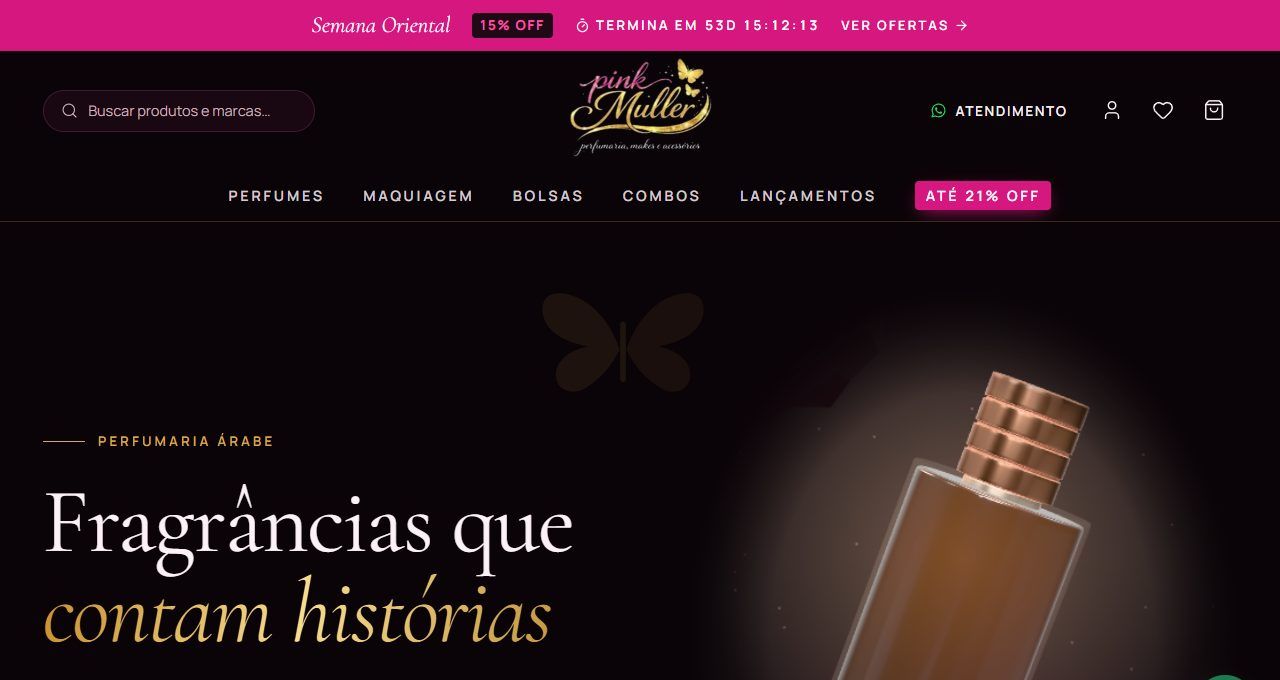 Semana Oriental 15% OFF TERMINA EM 53D 15:12:13 VER OFERTAS →
Buscar produtos e marcas...
pink
Muller
perfumaria, makes e acessórios
ATENDIMENTO
PERFUMES MAQUIAGEM BOLSAS COMBOS LANÇAMENTOS ATÉ 21% OFF
PERFUMARIA ÁRABE
Fragrâncias que
contam histórias